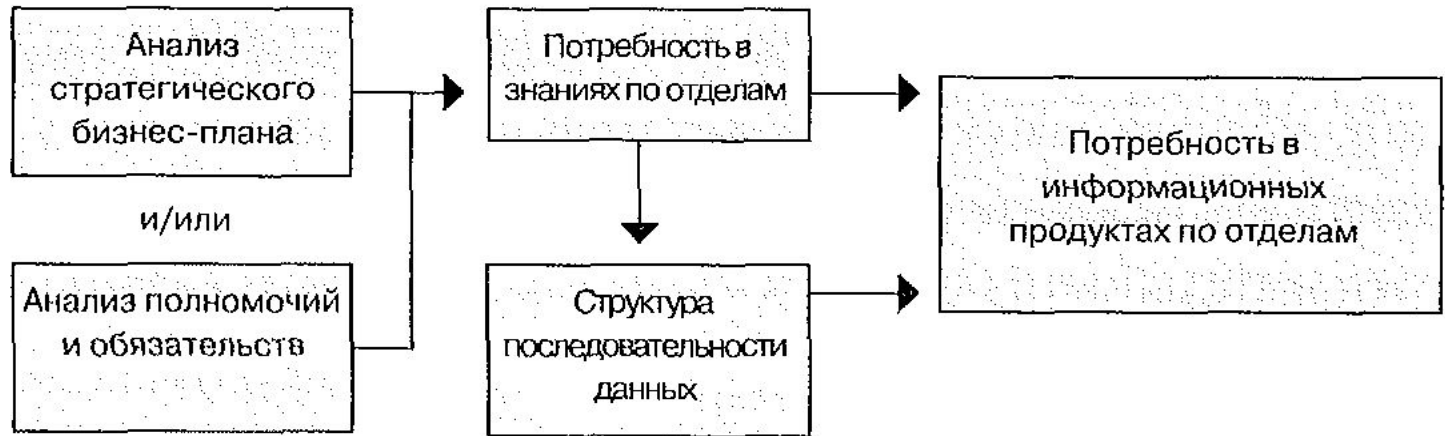 Анализ
стратегического
бизнес-плана
и/или
Анализ полномочий
и обязательств
Потребность в
знаниях по отделам
Структура
последовательности
данных
Потребность в
информационных
продуктах по отделам